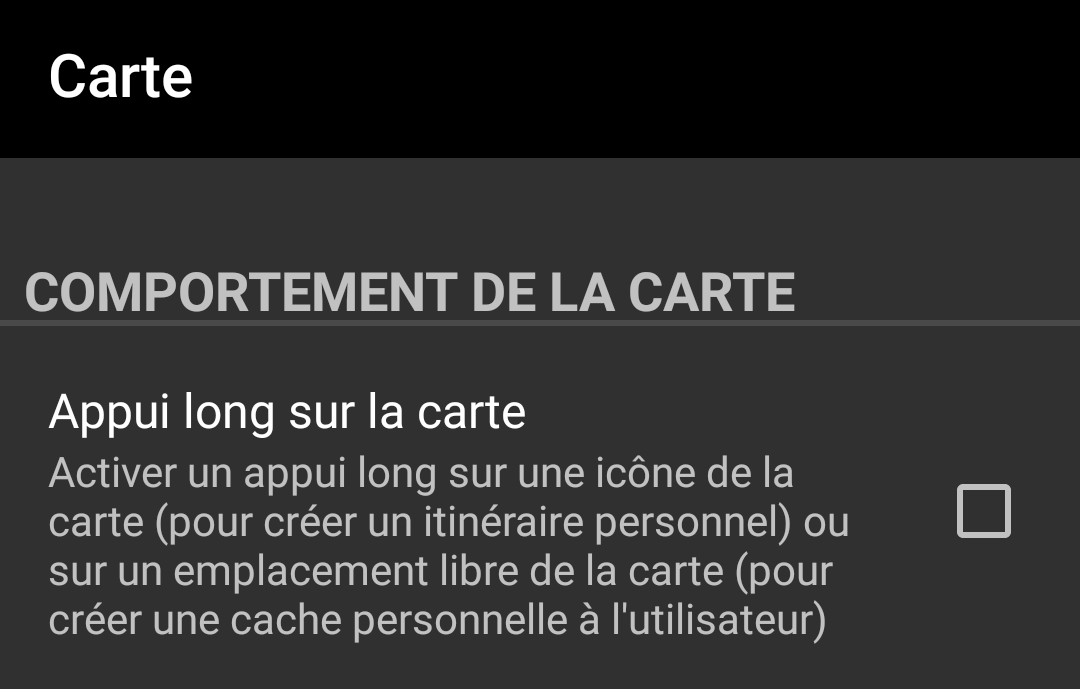 Carte
COMPORTEMENT DE LA CARTE
Appui long sur la carte
Activer un appui long sur une icône de la
carte (pour créer un itinéraire personnel) ou
sur un emplacement libre de la carte (pour
créer une cache personnelle à l'utilisateur)